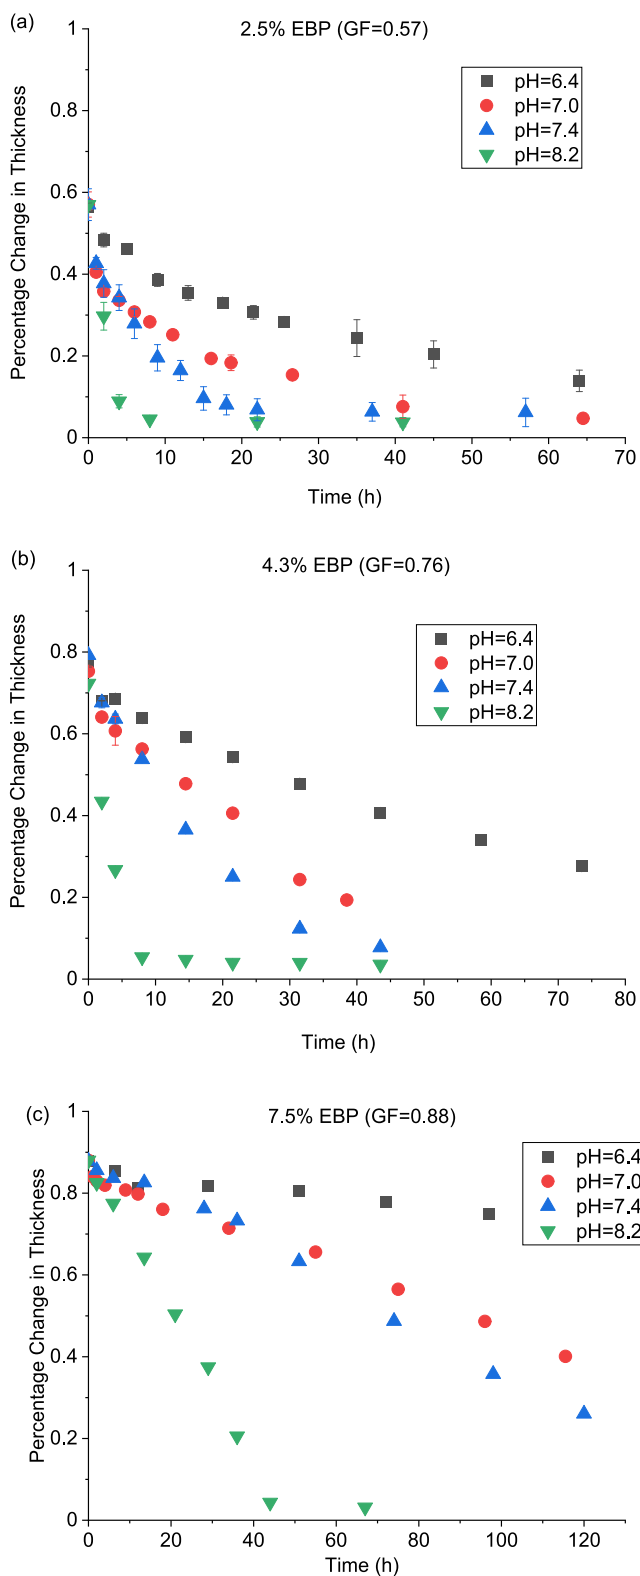 (a)
2.5% EBP (GF=0.57)
1
0.8
0.6
0.4
0.2
0
Percentage Change in Thickness
pH=6.4
pH=7.0
pH=7.4
pH=8.2
0 10 20 30 40 50 60 70
Time (h)
(b)
4.3% EBP (GF=0.76)
1
0.8
0.6
0.4
0.2
0
Percentage Change in Thickness
pH=6.4
pH=7.0
pH=7.4
pH=8.2
0 10 20 30 40 50 60 70 80
Time (h)
(c)
7.5% EBP (GF=0.88)
1
0.8
0.6
0.4
0.2
0
Percentage Change in Thickness
pH=6.4
pH=7.0
pH=7.4
pH=8.2
0 20 40 60 80 100 120
Time (h)